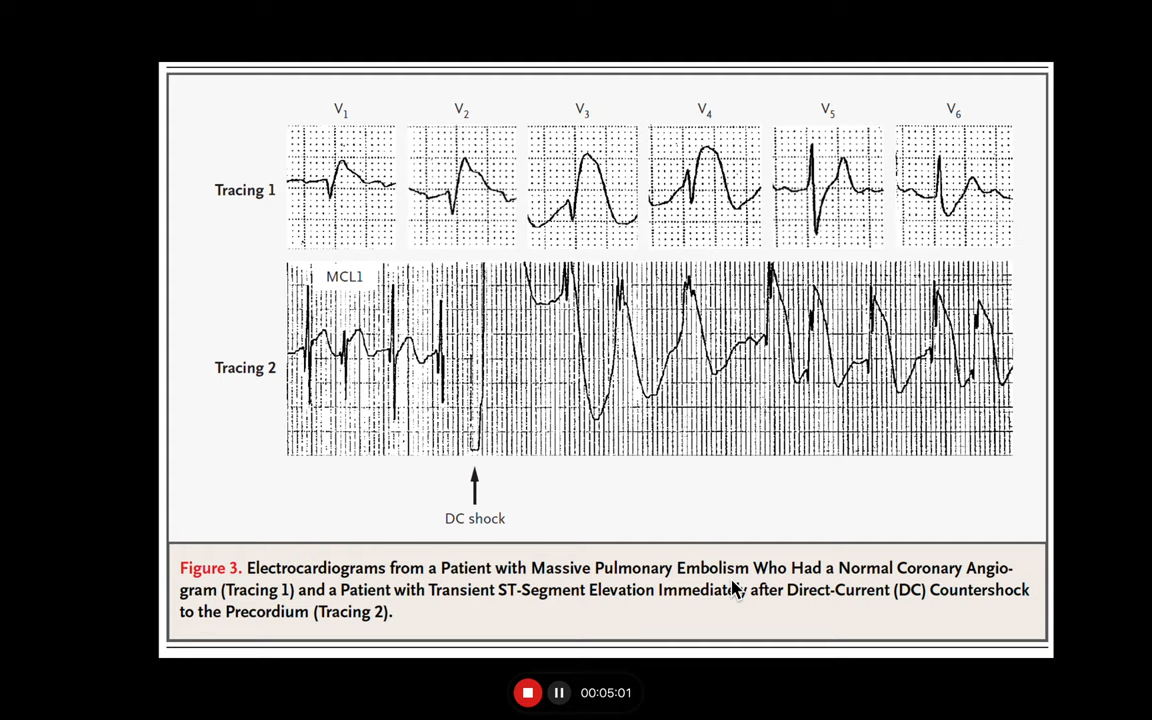 V1 V2 V3 V4 V5 V6
Tracing 1
MCL1
Tracing 2
DC shock
Figure 3. Electrocardiograms from a Patient with Massive Pulmonary Embolism Who Had a Normal Coronary Angio-
gram (Tracing 1) and a Patient with Transient ST-Segment Elevation Immediately after Direct-Current (DC) Countershock
to the Precordium (Tracing 2).
00:05:01